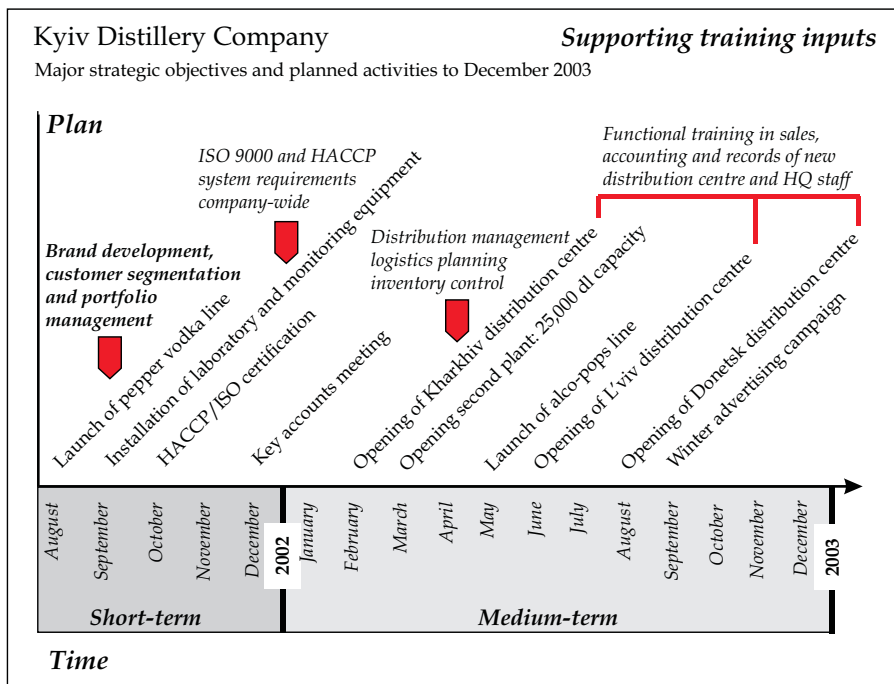 Kyiv Distillery Company
Supporting training inputs
Major strategic objectives and planned activities to December 2003
Plan
ISO 9000 and HACCP
system requirements
company-wide
Functional training in sales,
accounting and records of new
distribution centre and HQ staff
Brand development,
customer segmentation
and portfolio
management
Distribution management
logistics planning
inventory control
Launch of pepper vodka line
Installation of laboratory and monitoring equipment
HACCP/ISO certification
Key accounts meeting
Opening of Kharkhiv distribution centre
Opening second plant: 25,000 dl capacity
Launch of alco-pops line
Opening of L'viv distribution centre
Opening of Donetsk distribution centre
Winter advertising campaign
August
September
October
November
December
2002
January
February
March
April
May
June
July
August
September
October
November
December
2003
Short-term
Medium-term
Time